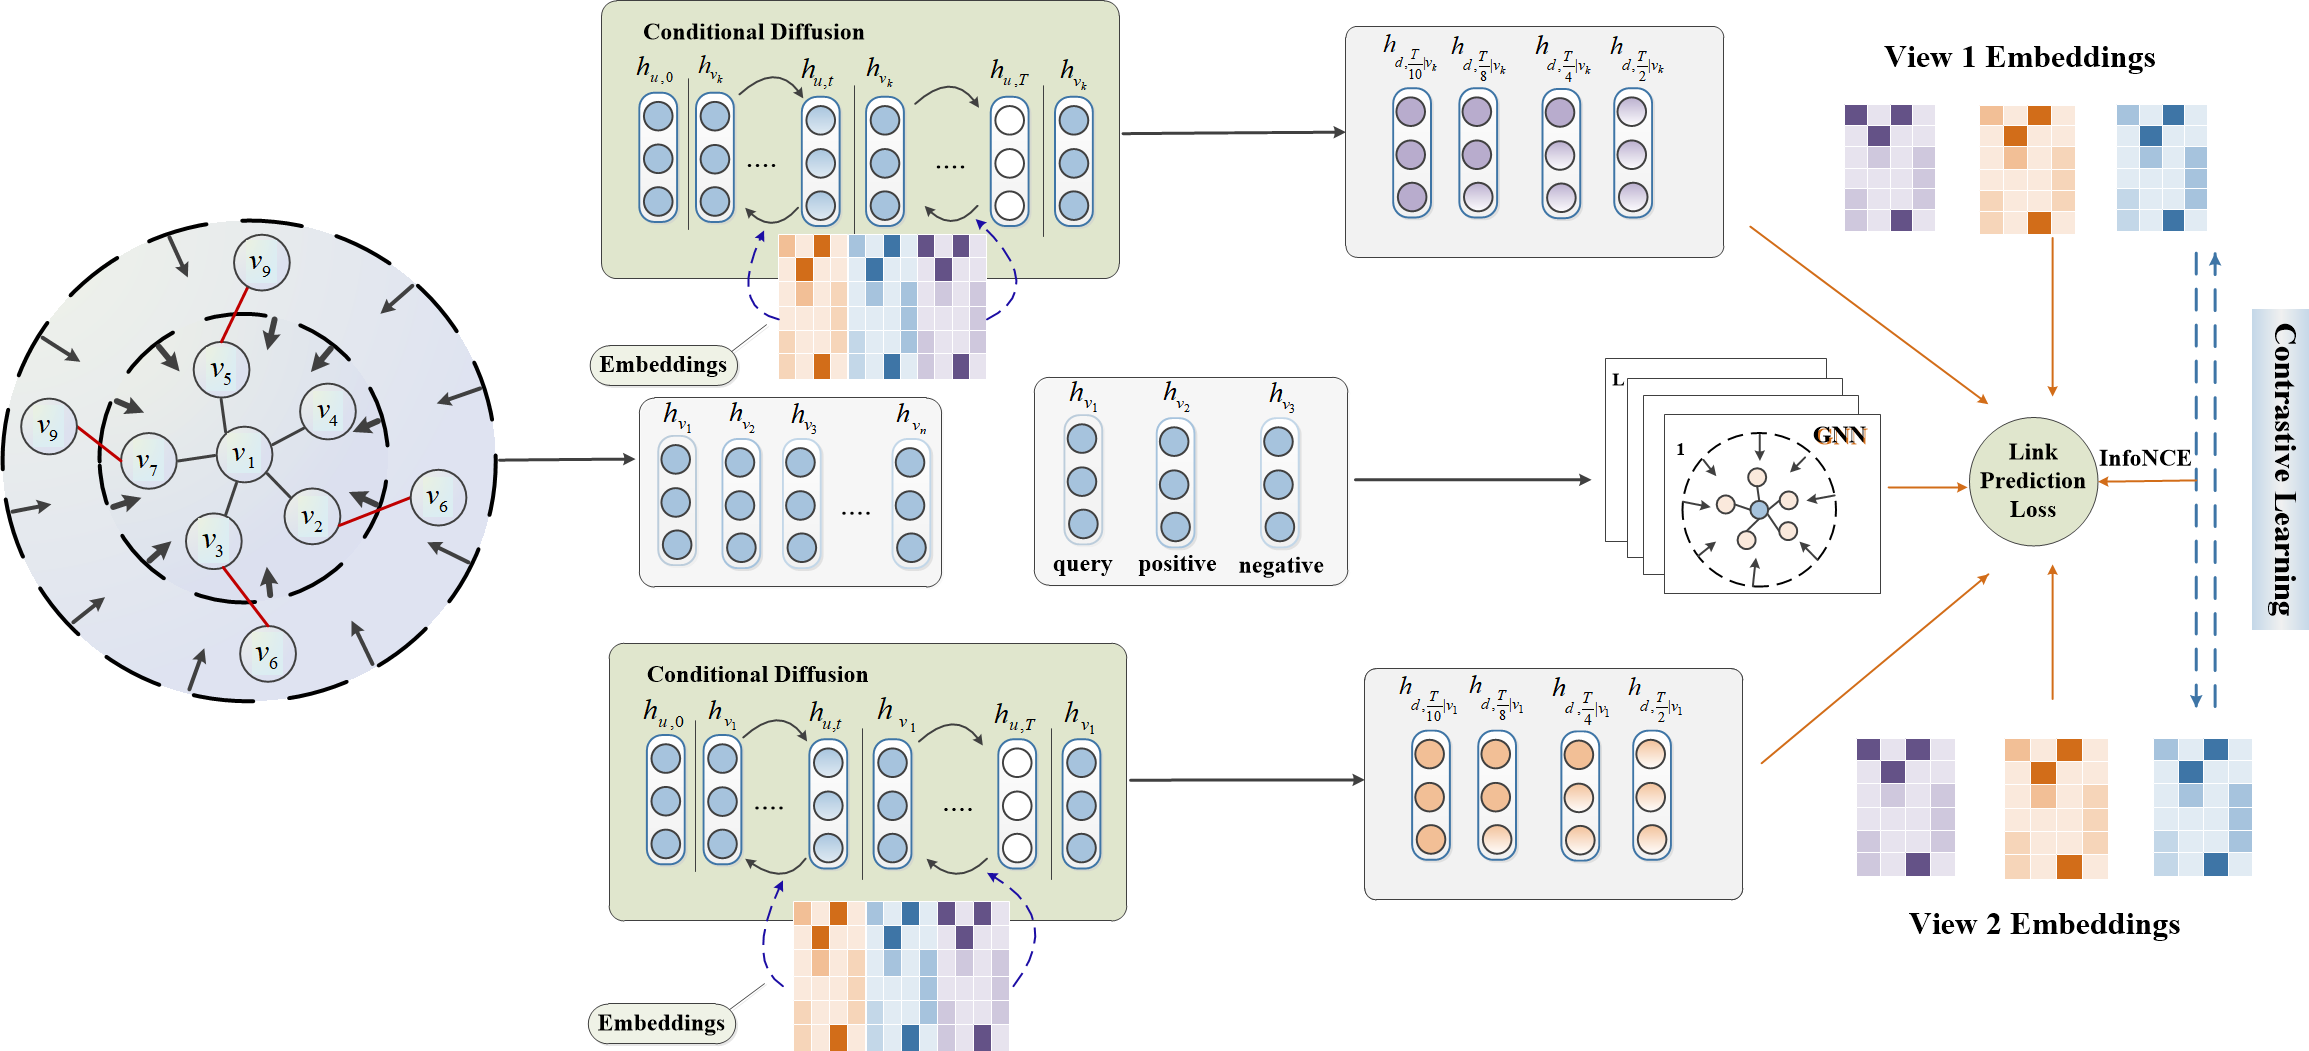 Conditional Diffusion
h_{u,0} h_{v_k} h_{u,t} h_{v_k} h_{u,T} h_{v_k}
.... ....
Embeddings
h_{d,\frac{T}{10}|v_k} h_{d,\frac{T}{8}|v_k} h_{d,\frac{T}{4}|v_k} h_{d,\frac{T}{2}|v_k}
View 1 Embeddings
v_9
v_5
v_4
v_9
v_7
v_1
v_6
v_2
v_3
v_6
h_{v_1} h_{v_2} h_{v_3} h_{v_n}
....
h_{v_1} h_{v_2} h_{v_3}
query positive negative
L
1
GNN
Link
Prediction
Loss
InfoNCE
Contrastive Learning
Conditional Diffusion
h_{u,0} h_{v_1} h_{u,t} h_{v_1} h_{u,T} h_{v_1}
.... ....
Embeddings
h_{d,\frac{T}{10}|v_1} h_{d,\frac{T}{8}|v_1} h_{d,\frac{T}{4}|v_1} h_{d,\frac{T}{2}|v_1}
View 2 Embeddings